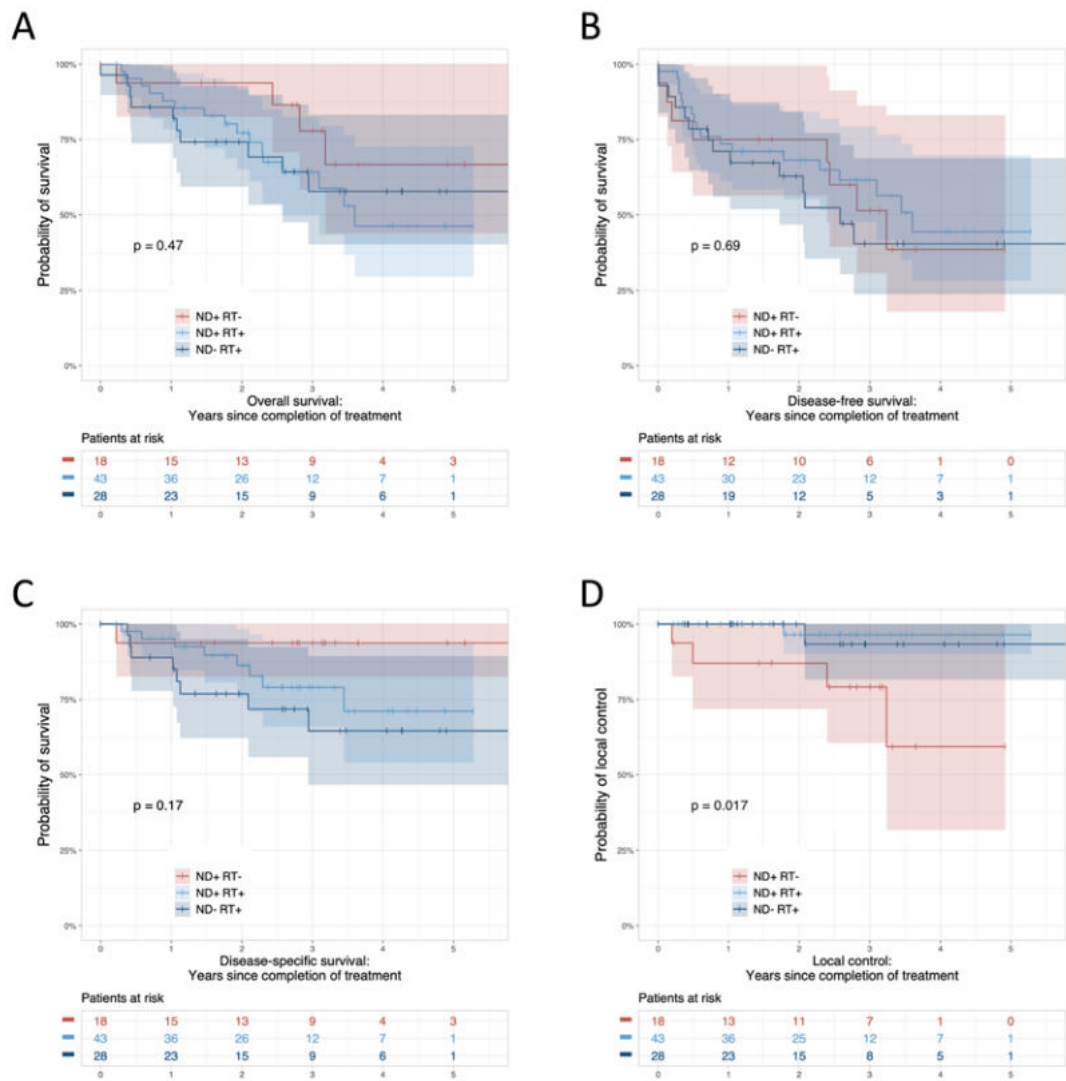 A
100%
75%
50%
25%
0%
Probability of survival
p = 0.47
ND+ RT-
ND+ RT+
ND- RT+
0 1 2 3 4 5
Overall survival:
Years since completion of treatment
Patients at risk
18 15 13 9 4 3
43 36 26 12 7 1
28 23 15 9 6 1
0 1 2 3 4 5
B
100%
75%
50%
25%
0%
Probability of survival
p = 0.69
ND+ RT-
ND+ RT+
ND- RT+
0 1 2 3 4 5
Disease-free survival:
Years since completion of treatment
Patients at risk
18 12 10 6 1 0
43 30 23 12 7 1
28 19 12 5 3 1
0 1 2 3 4 5
C
100%
75%
50%
25%
0%
Probability of survival
p = 0.17
ND+ RT-
ND+ RT+
ND- RT+
0 1 2 3 4 5
Disease-specific survival:
Years since completion of treatment
Patients at risk
18 15 13 9 4 3
43 36 26 12 7 1
28 23 15 9 6 1
0 1 2 3 4 5
D
100%
75%
50%
25%
0%
Probability of local control
p = 0.017
ND+ RT-
ND+ RT+
ND- RT+
0 1 2 3 4 5
Local control:
Years since completion of treatment
Patients at risk
18 13 11 7 1 0
43 36 25 12 7 1
28 23 15 8 5 1
0 1 2 3 4 5